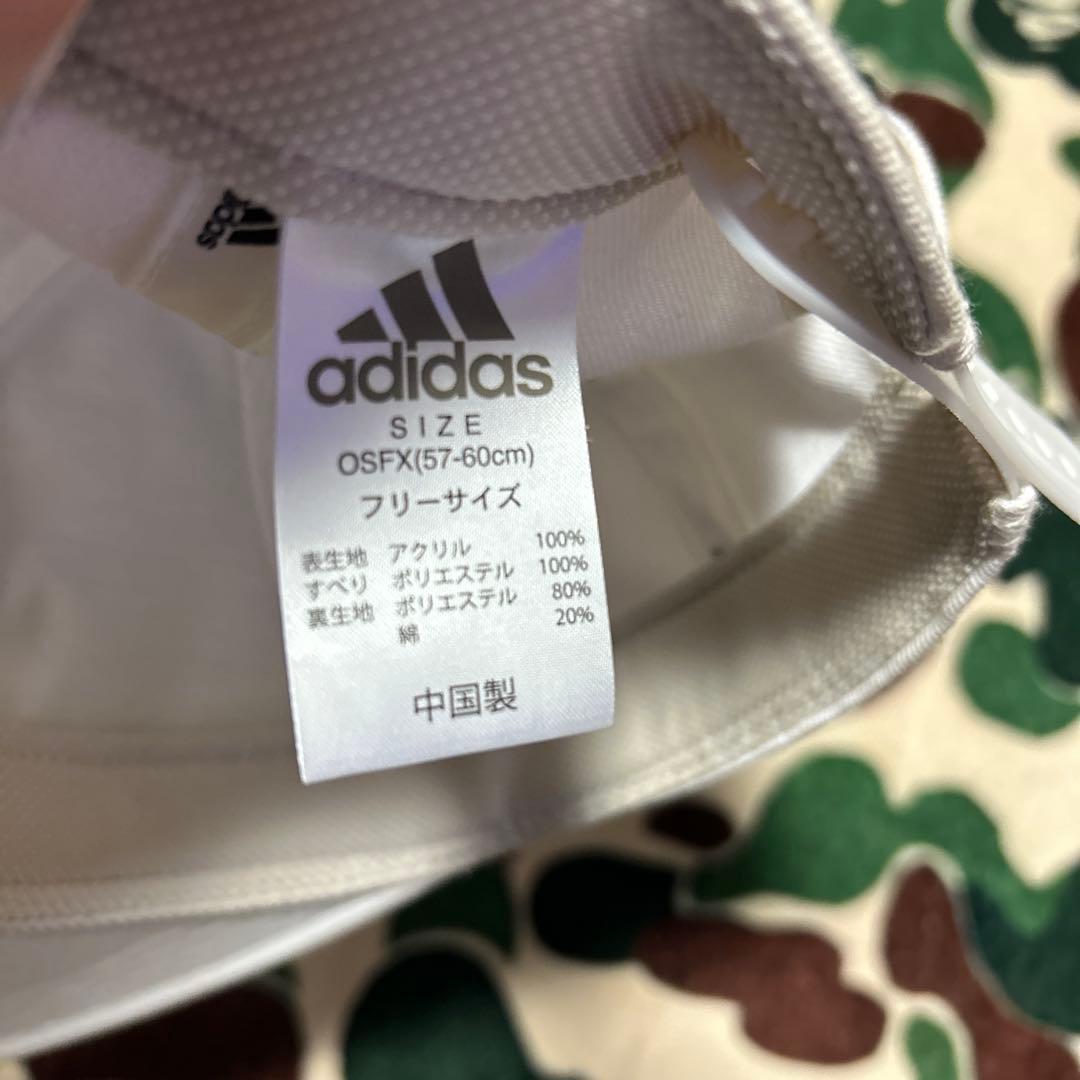 adidas
SIZE
OSFX(57-60cm)
フリーサイズ
表生地 アクリル 100%
すべり ポリエステル 100%
裏生地 ポリエステル 80%
綿 20%
中国製